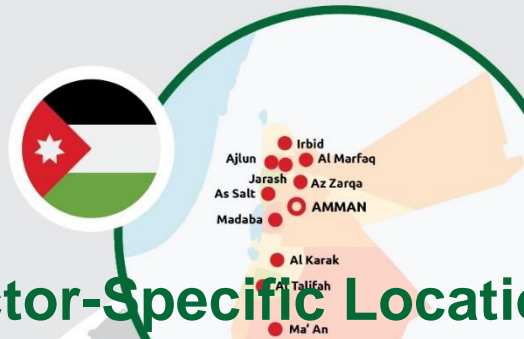 Irbid
Ajlun
Al Marfaq
Jarash
Az Zarqa
As Salt
AMMAN
Madaba
Al Karak
At Talifah
ctor-Specific Locatio
Ma' An